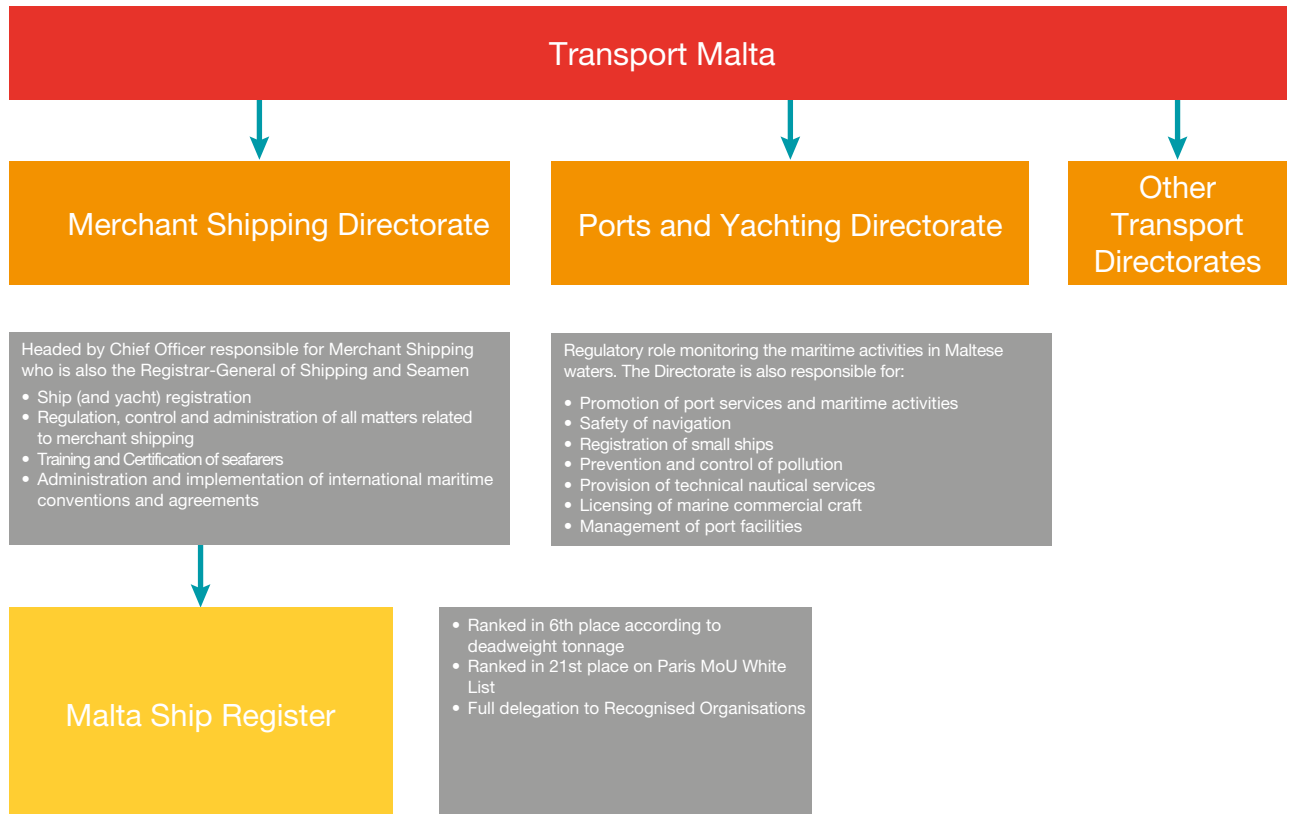 Transport Malta
Merchant Shipping Directorate
Ports and Yachting Directorate
Other
Transport
Directorates
Headed by Chief Officer responsible for Merchant Shipping
who is also the Registrar-General of Shipping and Seamen
• Ship (and yacht) registration
• Regulation, control and administration of all matters related
to merchant shipping
• Training and Certification of seafarers
• Administration and implementation of international maritime
conventions and agreements
Regulatory role monitoring the maritime activities in Maltese
waters. The Directorate is also responsible for:
• Promotion of port services and maritime activities
• Safety of navigation
• Registration of small ships
• Prevention and control of pollution
• Provision of technical nautical services
• Licensing of marine commercial craft
• Management of port facilities
Malta Ship Register
• Ranked in 6th place according to
deadweight tonnage
• Ranked in 21st place on Paris MoU White
List
• Full delegation to Recognised Organisations